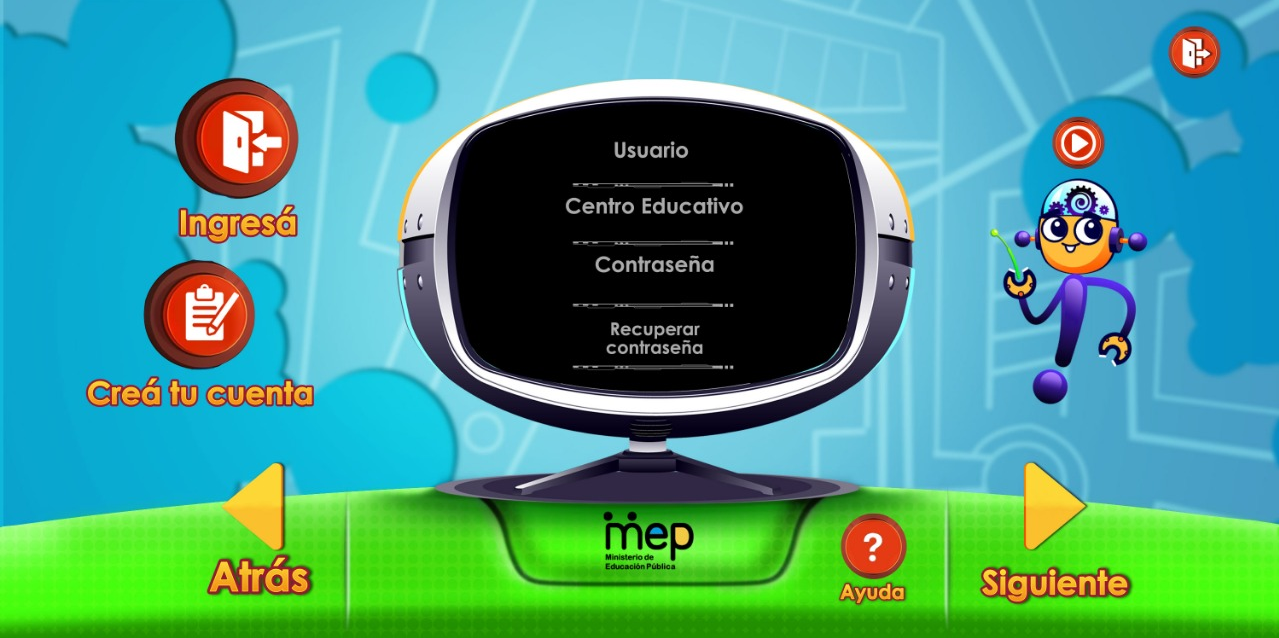 Ingresá
Creá tu cuenta
Usuario
Centro Educativo
Contraseña
Recuperar
contraseña
Atrás
mep
Ministerio de
Educación Pública
?
Ayuda
Siguiente